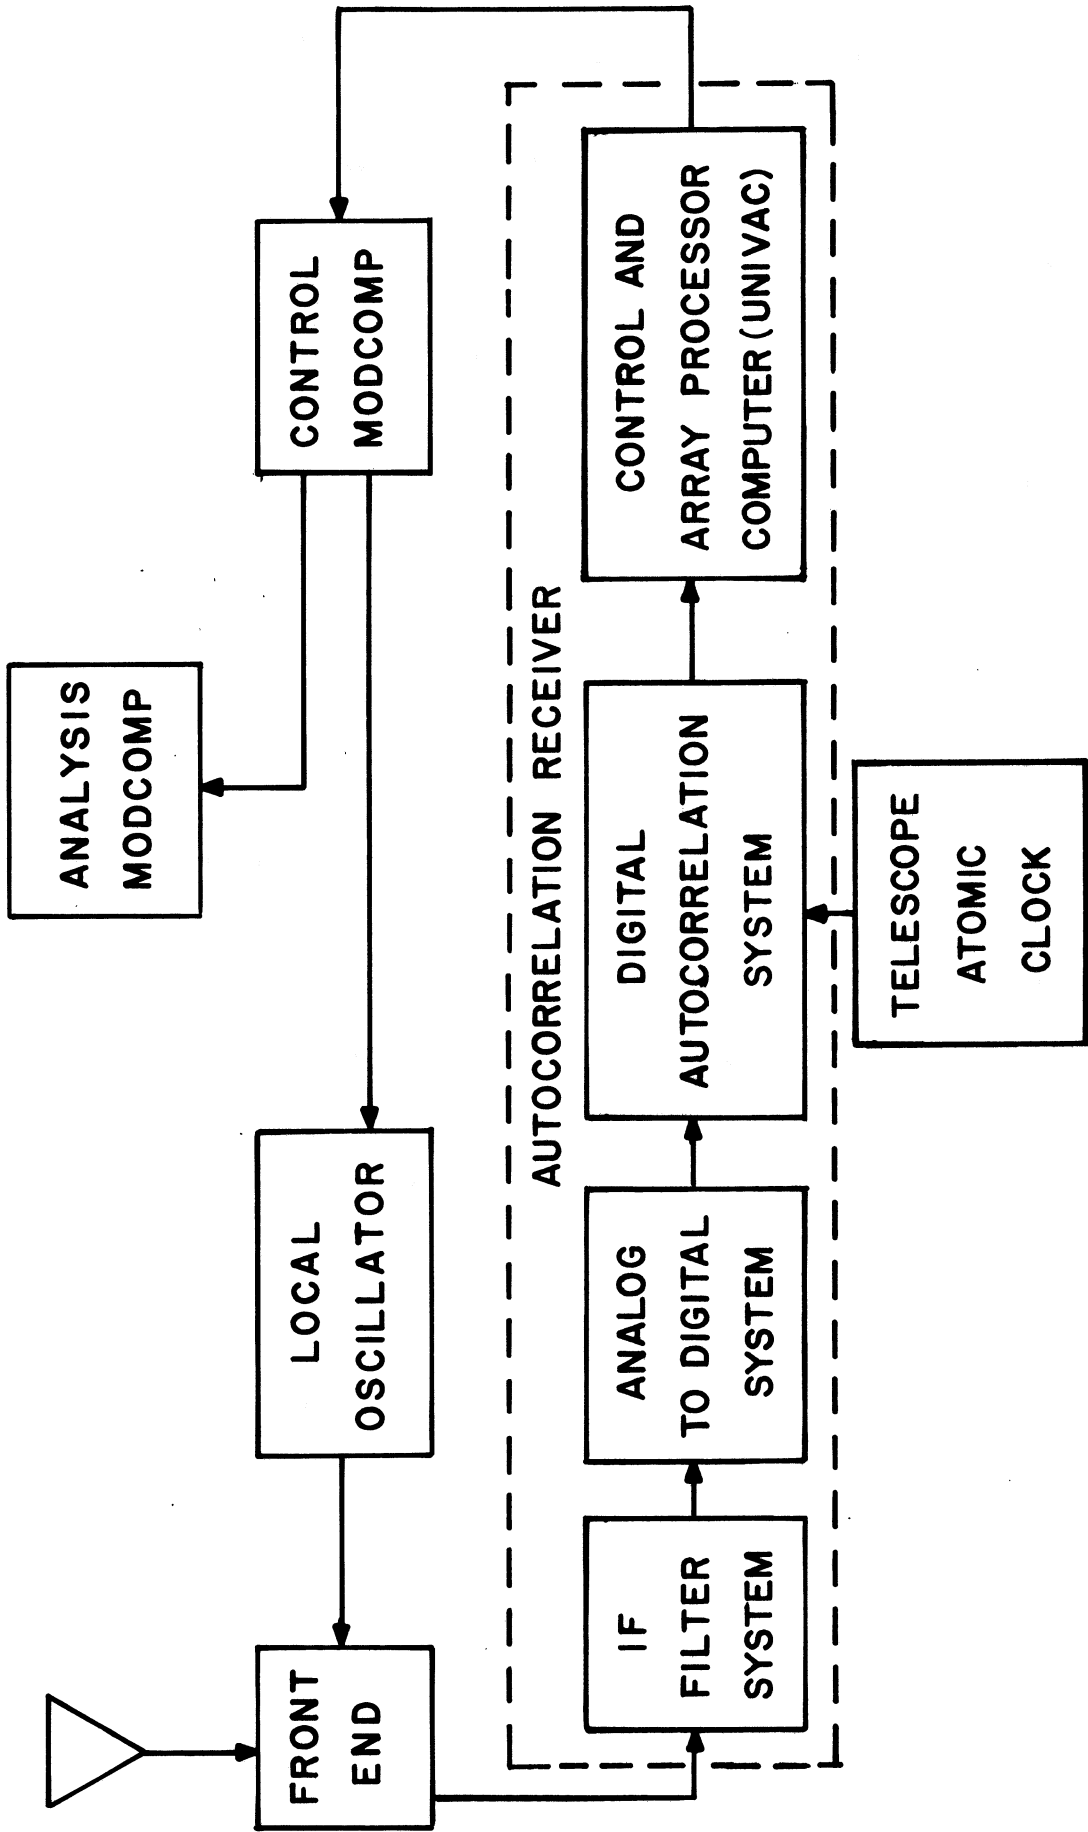 ANALYSIS
MODCOMP
FRONT
END
LOCAL
OSCILLATOR
CONTROL
MODCOMP
AUTOCORRELATION RECEIVER
IF
FILTER
SYSTEM
ANALOG
TO DIGITAL
SYSTEM
DIGITAL
AUTOCORRELATION
SYSTEM
CONTROL AND
ARRAY PROCESSOR
COMPUTER (UNIVAC)
TELESCOPE
ATOMIC
CLOCK